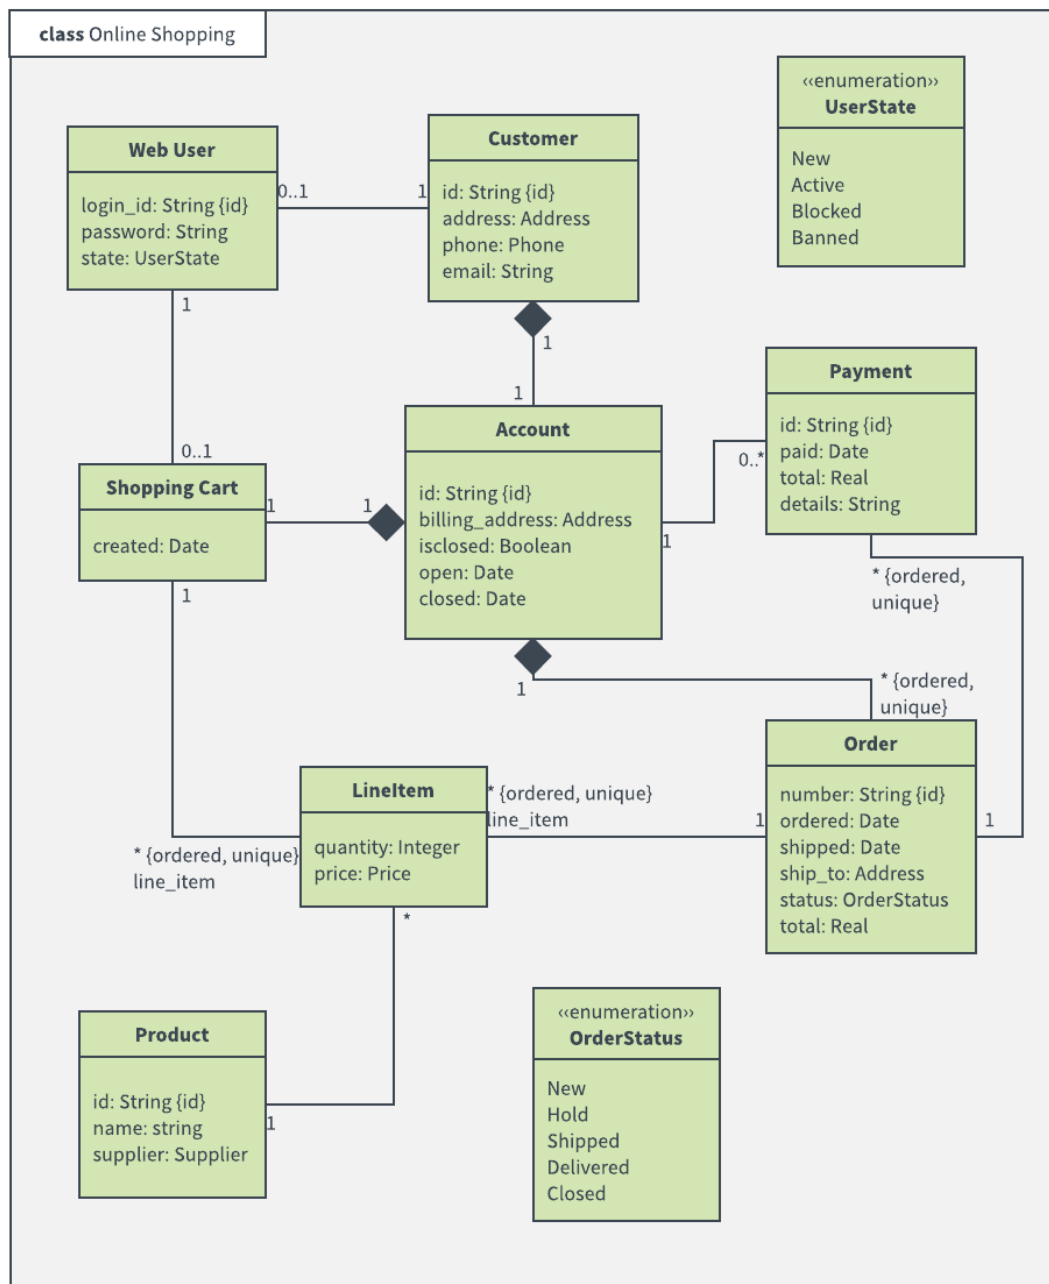 class Online Shopping
‹‹enumeration››
UserState
New
Active
Blocked
Banned
Web User
login_id: String {id}
password: String
state: UserState
0..1
1
Customer
id: String {id}
address: Address
phone: Phone
email: String
1
1
1
0..1
Payment
id: String {id}
paid: Date
total: Real
details: String
Account
id: String {id}
billing_address: Address
isclosed: Boolean
open: Date
closed: Date
0..*
1
Shopping Cart
created: Date
1
1
1
* {ordered,
unique}
1
* {ordered,
unique}
Order
number: String {id}
ordered: Date
shipped: Date
ship_to: Address
status: OrderStatus
total: Real
1
LineItem
quantity: Integer
price: Price
* {ordered, unique}
line_item
1
* {ordered, unique}
line_item
*
Product
id: String {id}
name: string
supplier: Supplier
1
‹‹enumeration››
OrderStatus
New
Hold
Shipped
Delivered
Closed